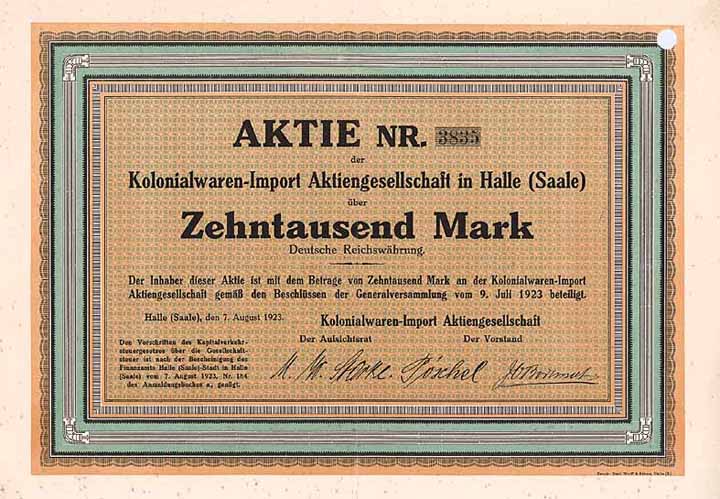 AKTIE NR. 3835
der
Kolonialwaren-Import Aktiengesellschaft in Halle (Saale)
über
Zehntausend Mark
Deutsche Reichswährung.
Der Inhaber dieser Aktie ist mit dem Betrage von Zehntausend Mark an der Kolonialwaren-Import
Aktiengesellschaft gemäß den Beschlüssen der Generalversammlung vom 9. Juli 1923 beteiligt.
Halle (Saale), den 7. August 1923.
Kolonialwaren-Import Aktiengesellschaft
Der Aufsichtsrat
Der Vorstand
Den Vorschriften des Kapitalverkehr-
steuergesetzes über die Gesellschaft-
steuer ist nach der Bescheinigung des
Finanzamts Halle (Saale)-Stadt in Halle
(Saale) vom 7. August 1923, Nr. 184
des Anmeldungsbuches a, genügt.
Starke.